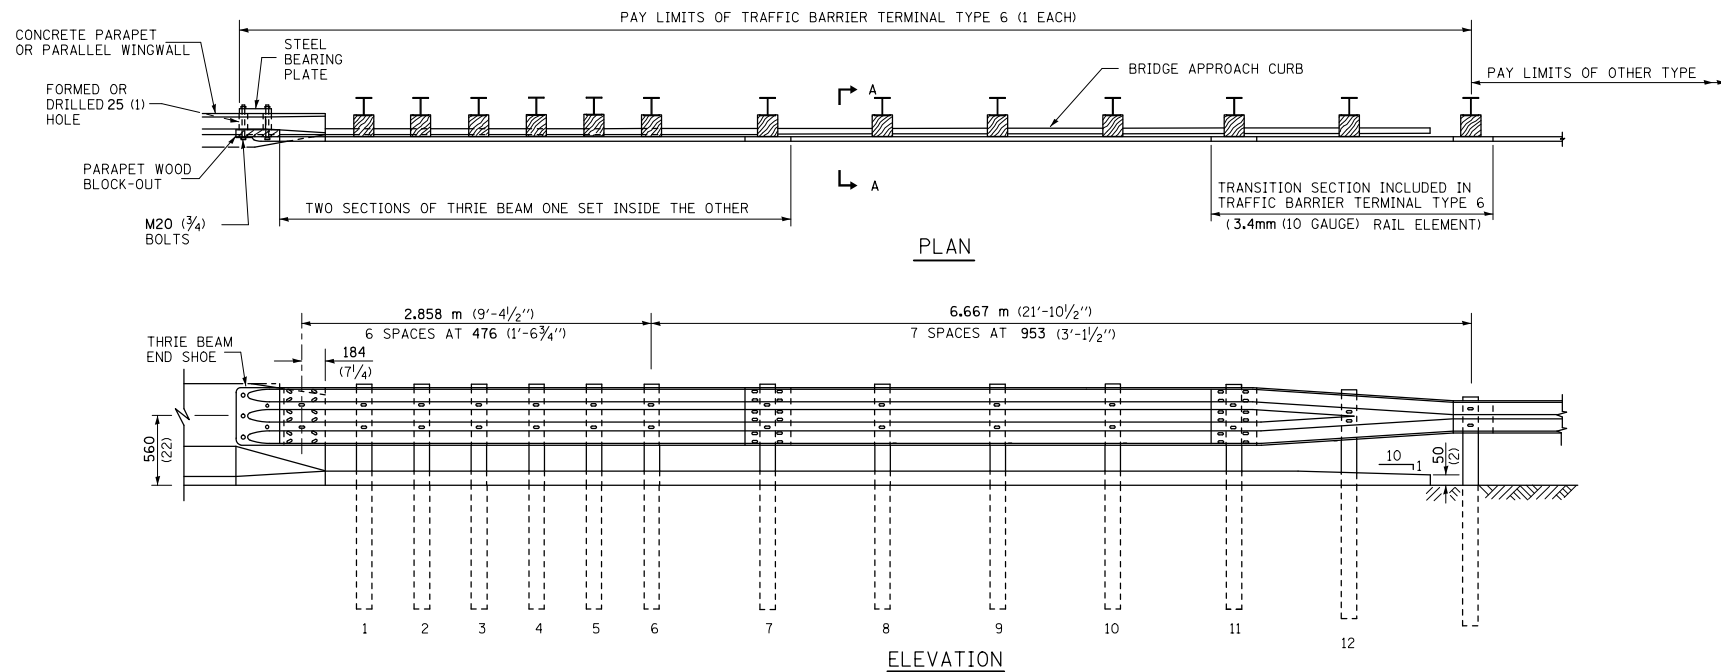 PAY LIMITS OF TRAFFIC BARRIER TERMINAL TYPE 6 (1 EACH)
CONCRETE PARAPET
OR PARALLEL WINGWALL
STEEL
BEARING
PLATE
FORMED OR
DRILLED 25 (1)
HOLE
PARAPET WOOD
BLOCK-OUT
M20 (3/4)
BOLTS
TWO SECTIONS OF THRIE BEAM ONE SET INSIDE THE OTHER
A
A
BRIDGE APPROACH CURB
PAY LIMITS OF OTHER TYPE
TRANSITION SECTION INCLUDED IN
TRAFFIC BARRIER TERMINAL TYPE 6
(3.4mm (10 GAUGE) RAIL ELEMENT)
PLAN
2.858 m (9'-4 1/2")
6 SPACES AT 476 (1'-6 3/4")
6.667 m (21'-10 1/2")
7 SPACES AT 953 (3'-1 1/2")
THRIE BEAM
END SHOE
184
(7 1/4)
560
(22)
10
1
50
(2)
1 2 3 4 5 6 7 8 9 10 11 12
ELEVATION